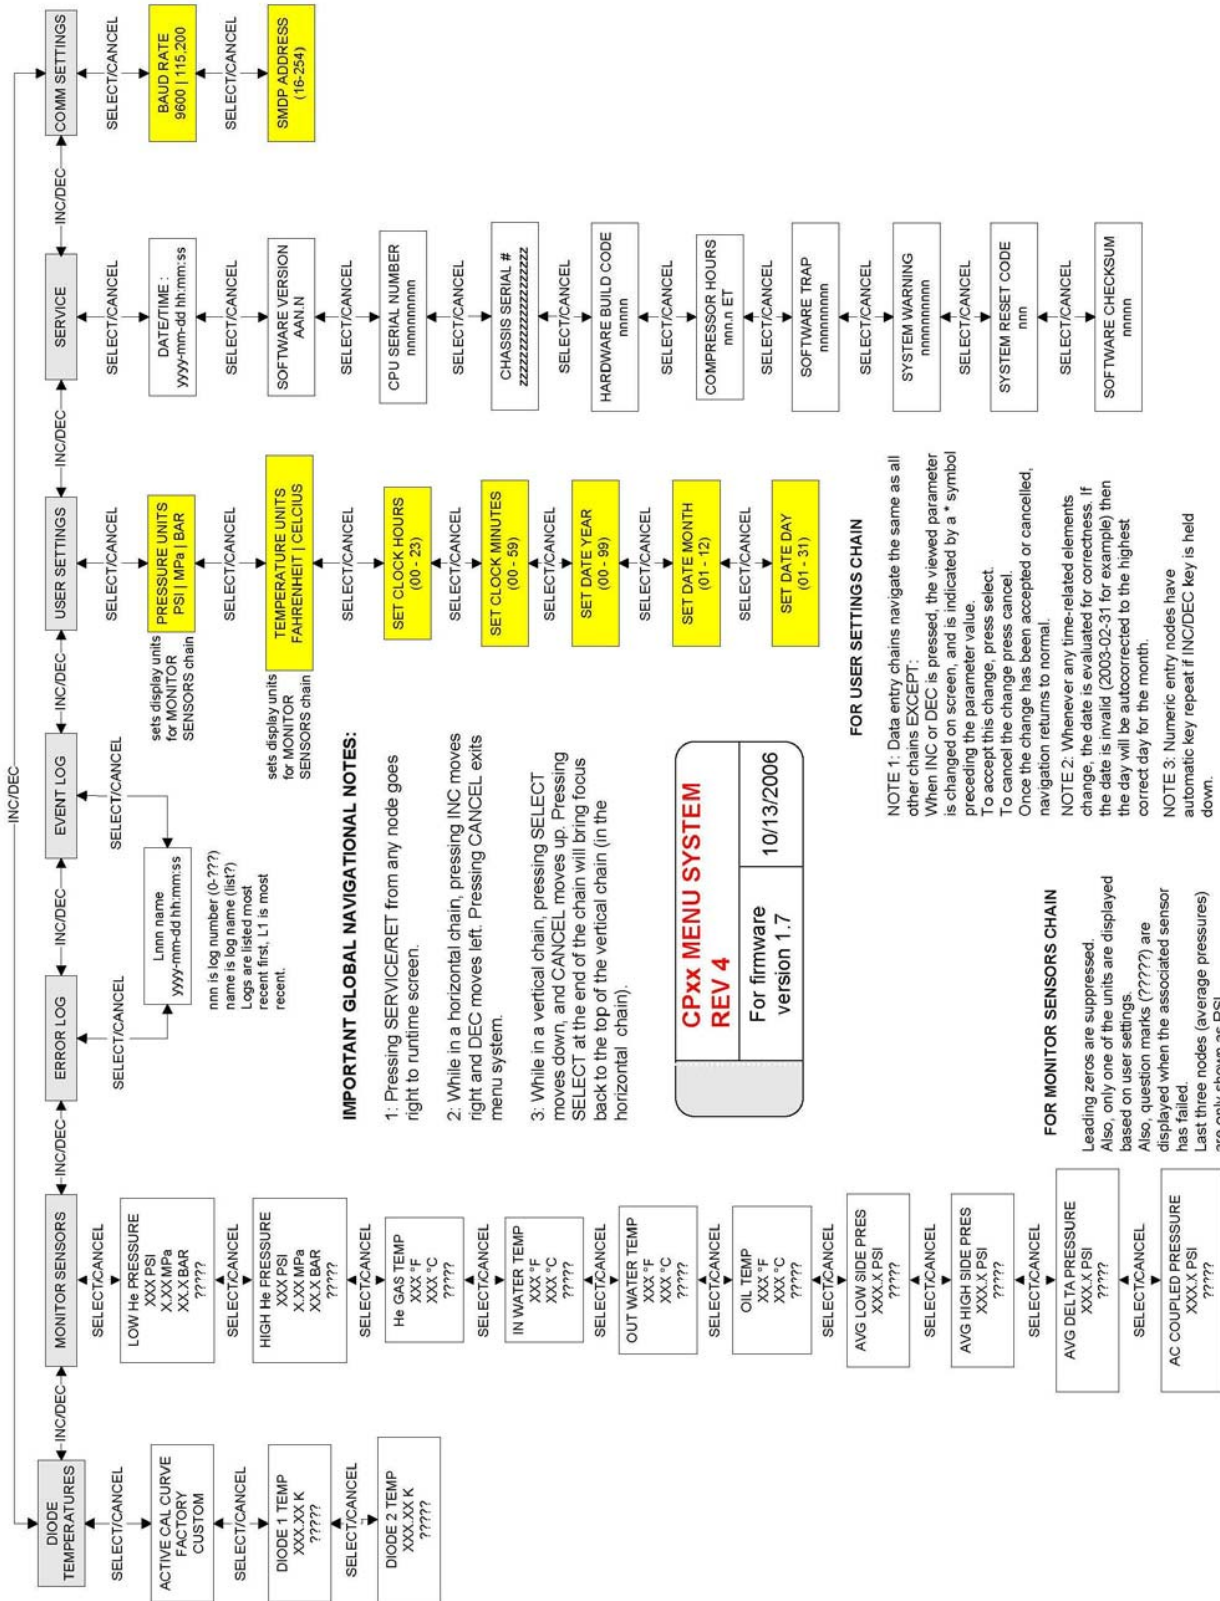 INC/DEC
DIODE
TEMPERATURES
INC/DEC
MONITOR SENSORS
INC/DEC
ERROR LOG
INC/DEC
EVENT LOG
INC/DEC
USER SETTINGS
INC/DEC
SERVICE
INC/DEC
COMM SETTINGS
SELECT/CANCEL
ACTIVE CAL CURVE
FACTORY
CUSTOM
SELECT/CANCEL
DIODE 1 TEMP
XXX.XX K
?????
SELECT/CANCEL
DIODE 2 TEMP
XXX.XX K
?????
SELECT/CANCEL
LOW He PRESSURE
XXX PSI
X.XX MPa
XX.X BAR
????
SELECT/CANCEL
HIGH He PRESSURE
XXX PSI
X.XX MPa
XX.X BAR
????
SELECT/CANCEL
He GAS TEMP
XXX °F
XXX °C
?????
SELECT/CANCEL
IN WATER TEMP
XXX °F
XXX °C
?????
SELECT/CANCEL
OUT WATER TEMP
XXX °F
XXX °C
????
SELECT/CANCEL
OIL TEMP
XXX °F
XXX °C
????
SELECT/CANCEL
AVG LOW SIDE PRES
XXX.X PSI
?????
SELECT/CANCEL
AVG HIGH SIDE PRES
XXX.X PSI
?????
SELECT/CANCEL
AVG DELTA PRESSURE
XXX.X PSI
????
SELECT/CANCEL
AC COUPLED PRESSURE
XXX.X PSI
?????
SELECT/CANCEL
SELECT/CANCEL
Lnnn name
yyyy-mm-dd hh:mm:ss
nnn is log number (0-???)
name is log name (list?)
Logs are listed most
recent first, L1 is most
recent.
IMPORTANT GLOBAL NAVIGATIONAL NOTES:
1: Pressing SERVICE/RET from any node goes
right to runtime screen.
2: While in a horizontal chain, pressing INC moves
right and DEC moves left. Pressing CANCEL exits
menu system.
3: While in a vertical chain, pressing SELECT
moves down, and CANCEL moves up. Pressing
SELECT at the end of the chain will bring focus
back to the top of the vertical chain (in the
horizontal chain).
CPxx MENU SYSTEM
REV 4
For firmware
version 1.7
10/13/2006
FOR MONITOR SENSORS CHAIN
Leading zeros are suppressed.
Also, only one of the units are displayed
based on user settings.
Also, question marks (?????) are
displayed when the associated sensor
has failed.
Last three nodes (average pressures)
are only shown as PSI
SELECT/CANCEL
sets display units
for MONITOR
SENSORS chain
PRESSURE UNITS
PSI | MPa | BAR
SELECT/CANCEL
sets display units
for MONITOR
SENSORS chain
TEMPERATURE UNITS
FAHRENHEIT | CELCIUS
SELECT/CANCEL
SET CLOCK HOURS
(00 - 23)
SELECT/CANCEL
SET CLOCK MINUTES
(00 - 59)
SELECT/CANCEL
SET DATE YEAR
(00 - 99)
SELECT/CANCEL
SET DATE MONTH
(01 - 12)
SELECT/CANCEL
SET DATE DAY
(01 - 31)
FOR USER SETTINGS CHAIN
NOTE 1: Data entry chains navigate the same as all
other chains EXCEPT:
When INC or DEC is pressed, the viewed parameter
is changed on screen, and is indicated by a * symbol
preceding the parameter value.
To accept this change, press select.
To cancel the change press cancel.
Once the change has been accepted or cancelled,
navigation returns to normal.
NOTE 2: Whenever any time-related elements
change, the date is evaluated for correctness. If
the date is invalid (2003-02-31 for example) then
the day will be autocorrected to the highest
correct day for the month.
NOTE 3: Numeric entry nodes have
automatic key repeat if INC/DEC key is held
down.
SELECT/CANCEL
DATE/TIME :
yyyy-mm-dd hh:mm:ss
SELECT/CANCEL
SOFTWARE VERSION
AAN.N
SELECT/CANCEL
CPU SERIAL NUMBER
nnnnnnnnnn
SELECT/CANCEL
CHASSIS SERIAL #
SELECT/CANCEL
HARDWARE BUILD CODE
nnnnn
SELECT/CANCEL
COMPRESSOR HOURS
nnn.n ET
SELECT/CANCEL
SOFTWARE TRAP
nnnnnnnnn
SELECT/CANCEL
SYSTEM WARNING
nnnnnnnnnn
SELECT/CANCEL
SYSTEM RESET CODE
nnn
SELECT/CANCEL
SOFTWARE CHECKSUM
nnnnn
SELECT/CANCEL
BAUD RATE
9600 | 115,200
SELECT/CANCEL
SMDP ADDRESS
(16-254)